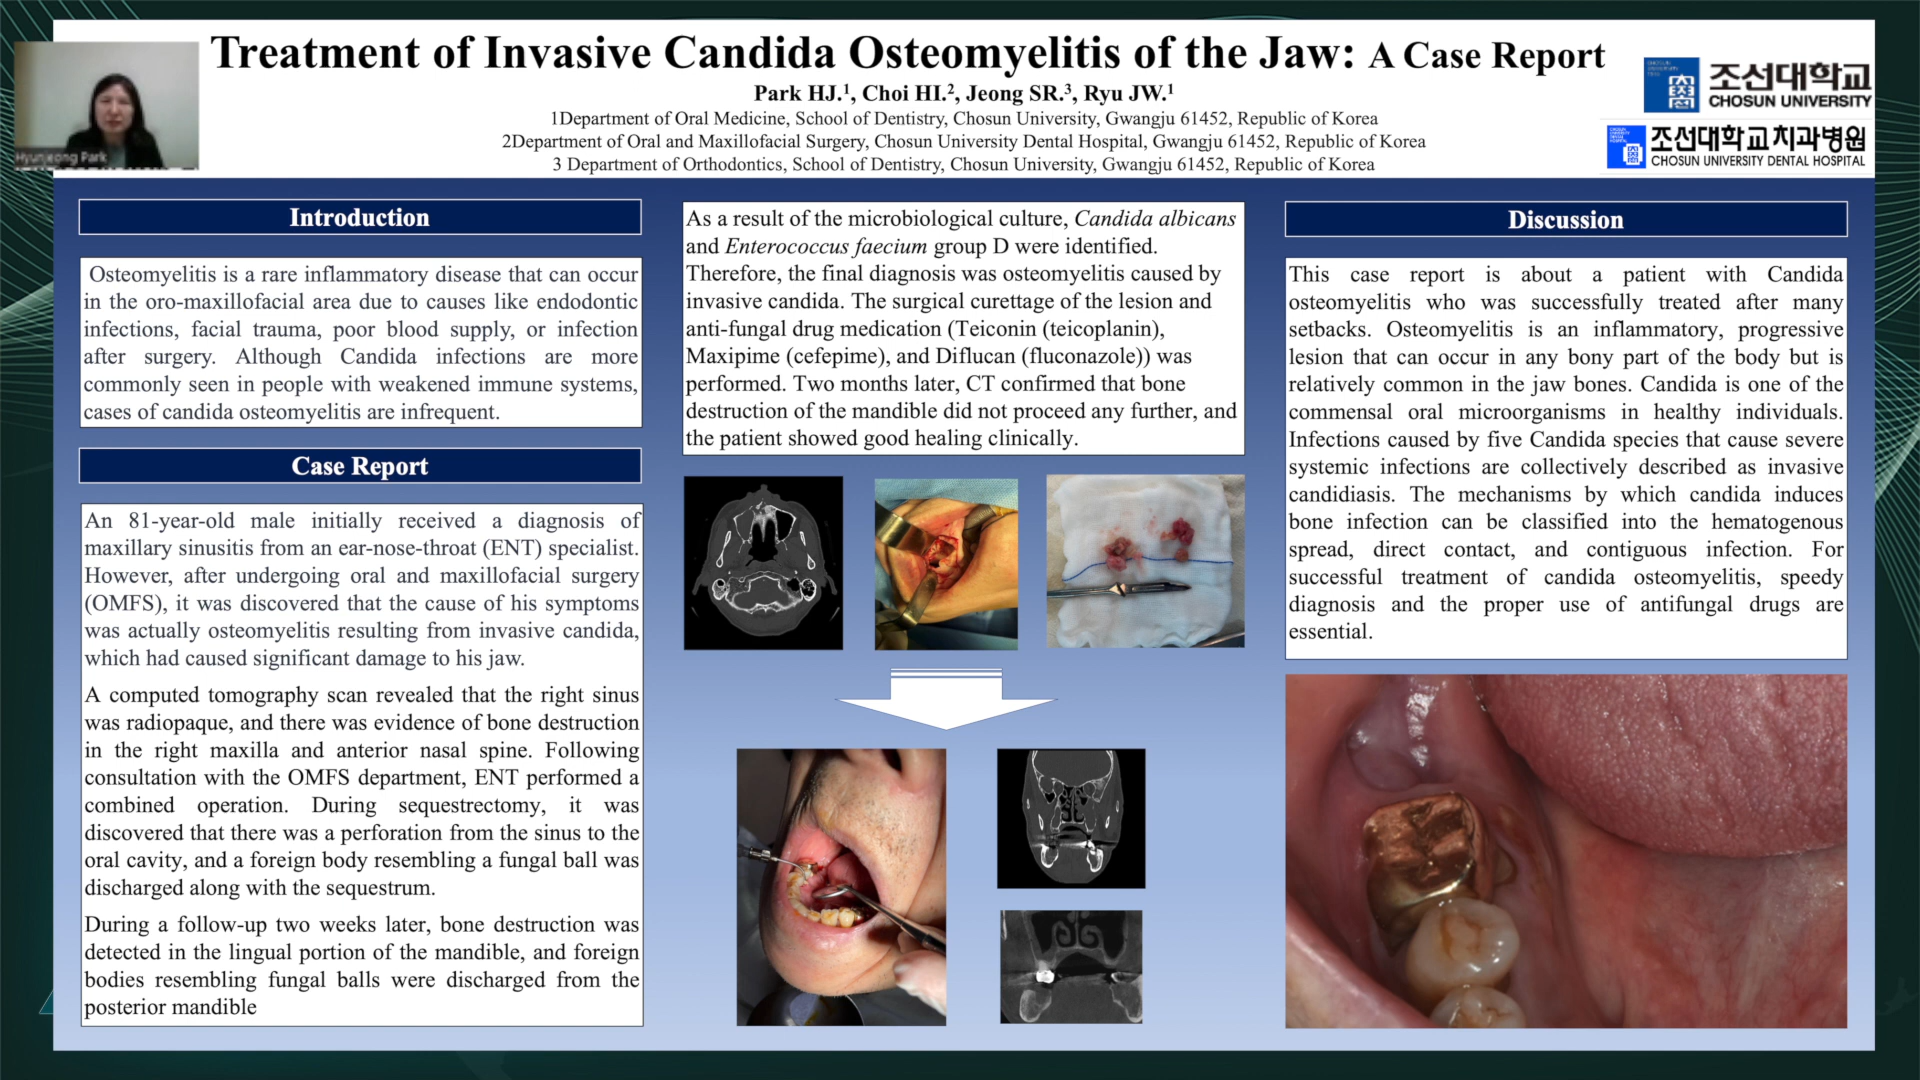 Treatment of Invasive Candida Osteomyelitis of the Jaw: A Case Report
Park HJ.1, Choi HI.2, Jeong SR.3, Ryu JW.1
1Department of Oral Medicine, School of Dentistry, Chosun University, Gwangju 61452, Republic of Korea
2Department of Oral and Maxillofacial Surgery, Chosun University Dental Hospital, Gwangju 61452, Republic of Korea
3 Department of Orthodontics, School of Dentistry, Chosun University, Gwangju 61452, Republic of Korea
Hyunjeong Park
조선대학교
CHOSUN UNIVERSITY
조선대학교치과병원
CHOSUN UNIVERSITY DENTAL HOSPITAL
Introduction
Osteomyelitis is a rare inflammatory disease that can occur
in the oro-maxillofacial area due to causes like endodontic
infections, facial trauma, poor blood supply, or infection
after surgery. Although Candida infections are more
commonly seen in people with weakened immune systems,
cases of candida osteomyelitis are infrequent.
Case Report
An 81-year-old male initially received a diagnosis of
maxillary sinusitis from an ear-nose-throat (ENT) specialist.
However, after undergoing oral and maxillofacial surgery
(OMFS), it was discovered that the cause of his symptoms
was actually osteomyelitis resulting from invasive candida,
which had caused significant damage to his jaw.
A computed tomography scan revealed that the right sinus
was radiopaque, and there was evidence of bone destruction
in the right maxilla and anterior nasal spine. Following
consultation with the OMFS department, ENT performed a
combined operation. During sequestrectomy, it was
discovered that there was a perforation from the sinus to the
oral cavity, and a foreign body resembling a fungal ball was
discharged along with the sequestrum.
During a follow-up two weeks later, bone destruction was
detected in the lingual portion of the mandible, and foreign
bodies resembling fungal balls were discharged from the
posterior mandible
As a result of the microbiological culture, Candida albicans
and Enterococcus faecium group D were identified.
Therefore, the final diagnosis was osteomyelitis caused by
invasive candida. The surgical curettage of the lesion and
anti-fungal drug medication (Teiconin (teicoplanin),
Maxipime (cefepime), and Diflucan (fluconazole)) was
performed. Two months later, CT confirmed that bone
destruction of the mandible did not proceed any further, and
the patient showed good healing clinically.
Discussion
This case report is about a patient with Candida
osteomyelitis who was successfully treated after many
setbacks. Osteomyelitis is an inflammatory, progressive
lesion that can occur in any bony part of the body but is
relatively common in the jaw bones. Candida is one of the
commensal oral microorganisms in healthy individuals.
Infections caused by five Candida species that cause severe
systemic infections are collectively described as invasive
candidiasis. The mechanisms by which candida induces
bone infection can be classified into the hematogenous
spread, direct contact, and contiguous infection. For
successful treatment of candida osteomyelitis, speedy
diagnosis and the proper use of antifungal drugs are
essential.